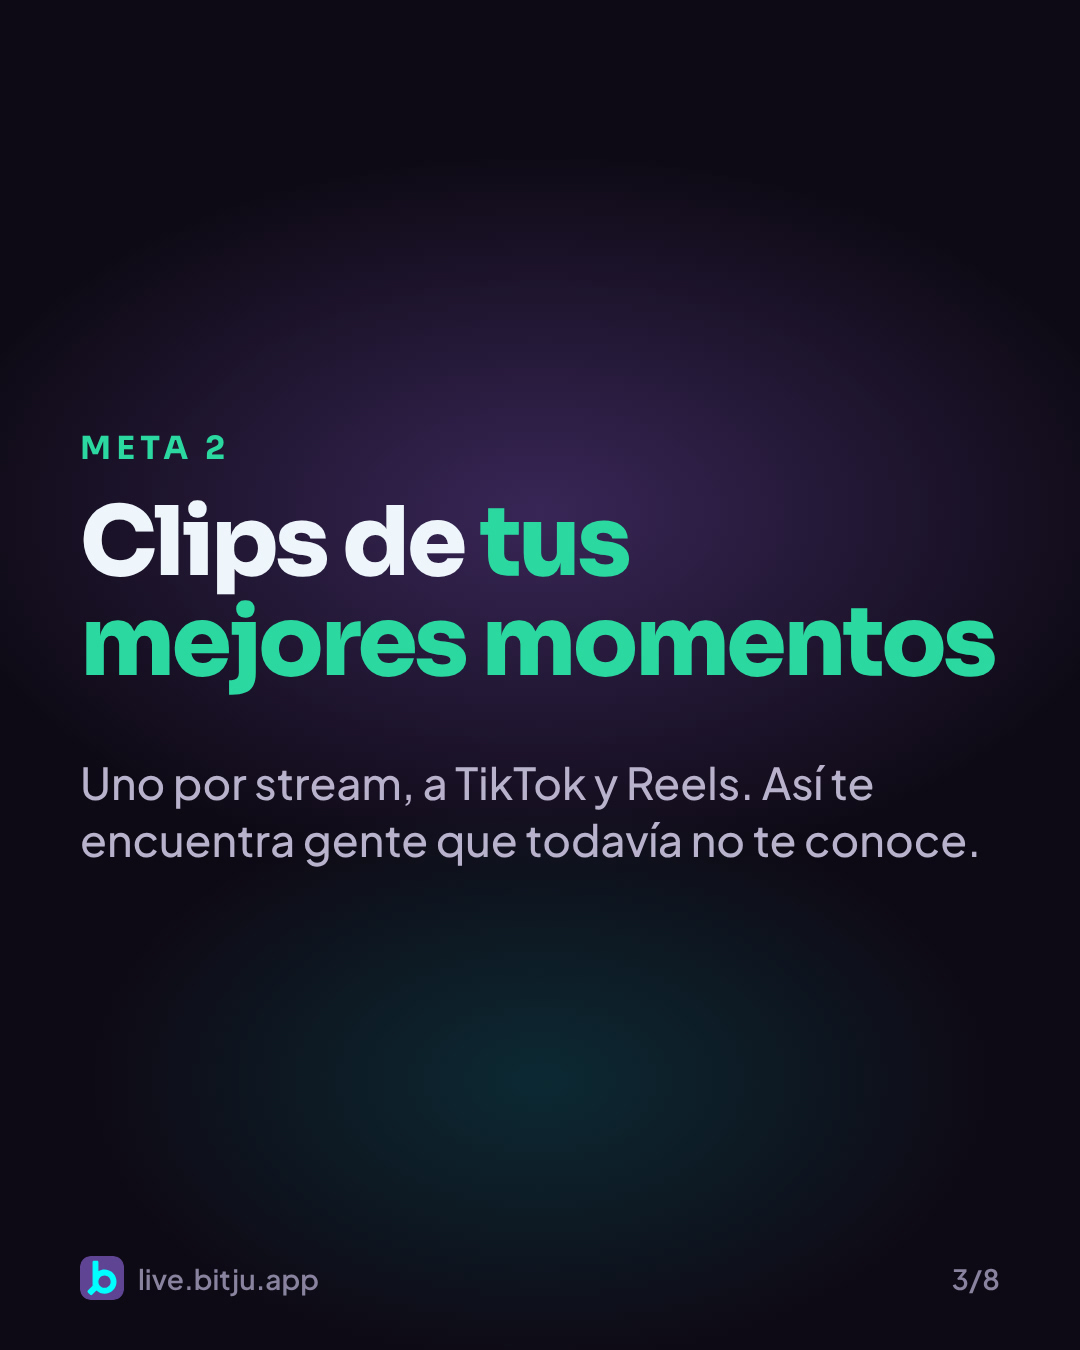 META 2
Clips de tus
mejores momentos
Uno por stream, a TikTok y Reels. Así te
encuentra gente que todavía no te conoce.
live.bitju.app
3/8